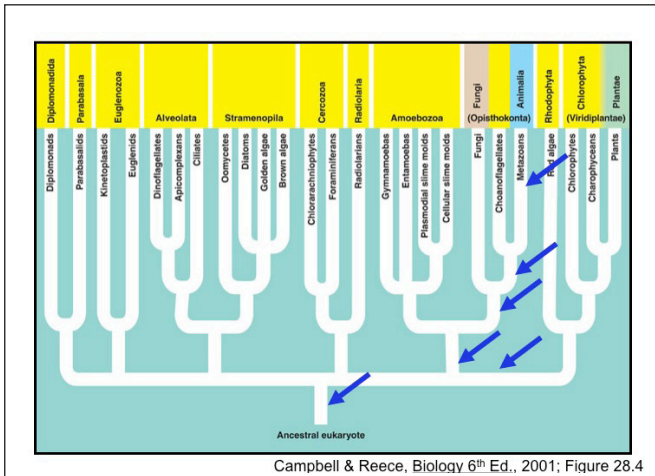 Diplomonadida
Parabasala
Euglenozoa
Alveolata
Stramenopila
Cercozoa
Radiolaria
Amoebozoa
Fungi
(Opisthokonta)
Animalia
Rhodophyta
Chlorophyta
(Viridiplantae)
Plantae
Diplomonads
Parabasalids
Kinetoplastids
Euglenids
Dinoflagellates
Apicomplexans
Ciliates
Oomycetes
Diatoms
Golden algae
Brown algae
Chlorarachniophytes
Foraminiferans
Radiolarians
Gymnamoebas
Entamoebas
Plasmodial slime molds
Cellular slime molds
Fungi
Choanoflagellates
Metazoans
Red algae
Chlorophytes
Charophyceans
Plants
Ancestral eukaryote
Campbell & Reece, Biology 6th Ed., 2001; Figure 28.4